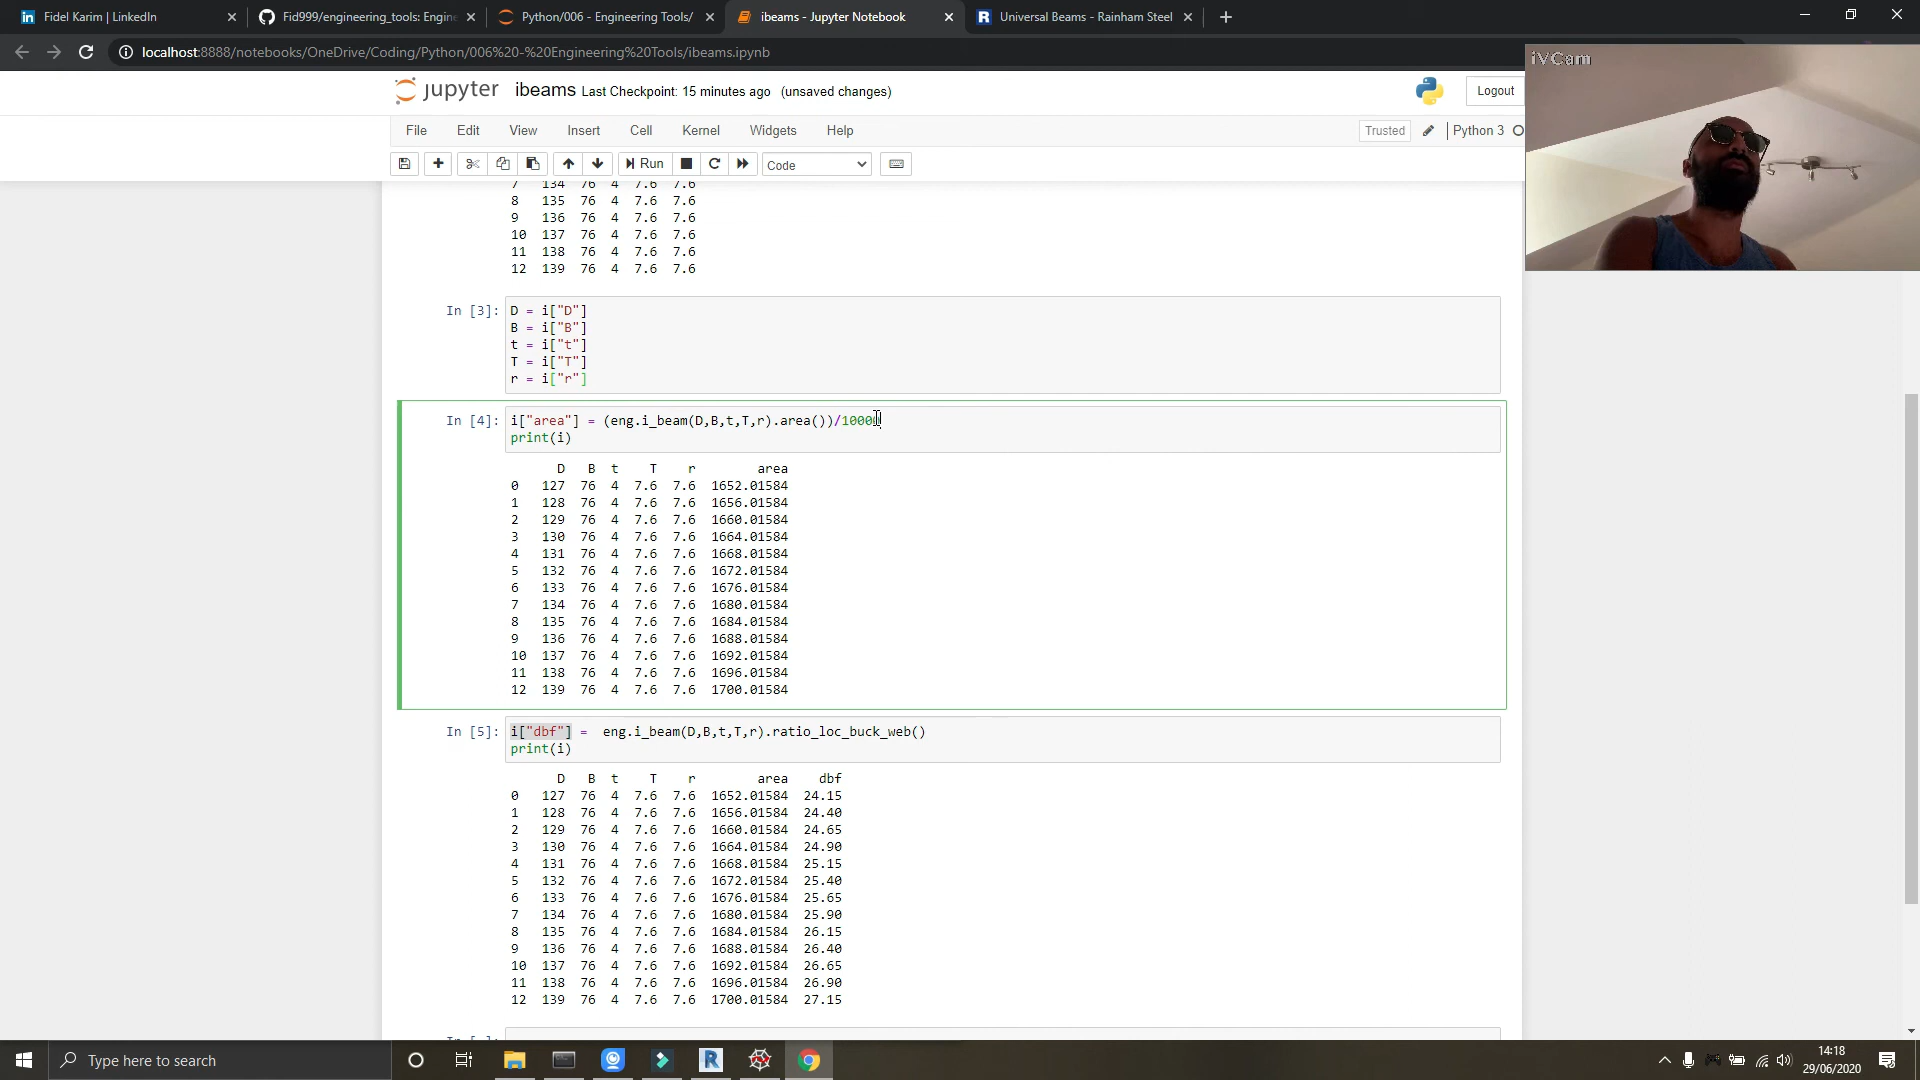 Fidel Karim | LinkedIn
Fid999/engineering_tools: Engine
Python/006 - Engineering Tools/
ibeams - Jupyter Notebook
Universal Beams - Rainham Steel
localhost:8888/notebooks/OneDrive/Coding/Python/006%20-%20Engineering%20Tools/ibeams.ipynb
iVCam
jupyter ibeams Last Checkpoint: 15 minutes ago (unsaved changes)
Logout
File Edit View Insert Cell Kernel Widgets Help
Trusted Python 3
Run Code
7 134 76 4 7.6 7.6
8 135 76 4 7.6 7.6
9 136 76 4 7.6 7.6
10 137 76 4 7.6 7.6
11 138 76 4 7.6 7.6
12 139 76 4 7.6 7.6
In [3]: D = i["D"]
B = i["B"]
t = i["t"]
T = i["T"]
r = i["r"]
In [4]: i["area"] = (eng.i_beam(D,B,t,T,r).area())/1000
print(i)
D B t T r area
0 127 76 4 7.6 7.6 1652.01584
1 128 76 4 7.6 7.6 1656.01584
2 129 76 4 7.6 7.6 1660.01584
3 130 76 4 7.6 7.6 1664.01584
4 131 76 4 7.6 7.6 1668.01584
5 132 76 4 7.6 7.6 1672.01584
6 133 76 4 7.6 7.6 1676.01584
7 134 76 4 7.6 7.6 1680.01584
8 135 76 4 7.6 7.6 1684.01584
9 136 76 4 7.6 7.6 1688.01584
10 137 76 4 7.6 7.6 1692.01584
11 138 76 4 7.6 7.6 1696.01584
12 139 76 4 7.6 7.6 1700.01584
In [5]: i["dbf"] = eng.i_beam(D,B,t,T,r).ratio_loc_buck_web()
print(i)
D B t T r area dbf
0 127 76 4 7.6 7.6 1652.01584 24.15
1 128 76 4 7.6 7.6 1656.01584 24.40
2 129 76 4 7.6 7.6 1660.01584 24.65
3 130 76 4 7.6 7.6 1664.01584 24.90
4 131 76 4 7.6 7.6 1668.01584 25.15
5 132 76 4 7.6 7.6 1672.01584 25.40
6 133 76 4 7.6 7.6 1676.01584 25.65
7 134 76 4 7.6 7.6 1680.01584 25.90
8 135 76 4 7.6 7.6 1684.01584 26.15
9 136 76 4 7.6 7.6 1688.01584 26.40
10 137 76 4 7.6 7.6 1692.01584 26.65
11 138 76 4 7.6 7.6 1696.01584 26.90
12 139 76 4 7.6 7.6 1700.01584 27.15
Type here to search
14:18
29/06/2020